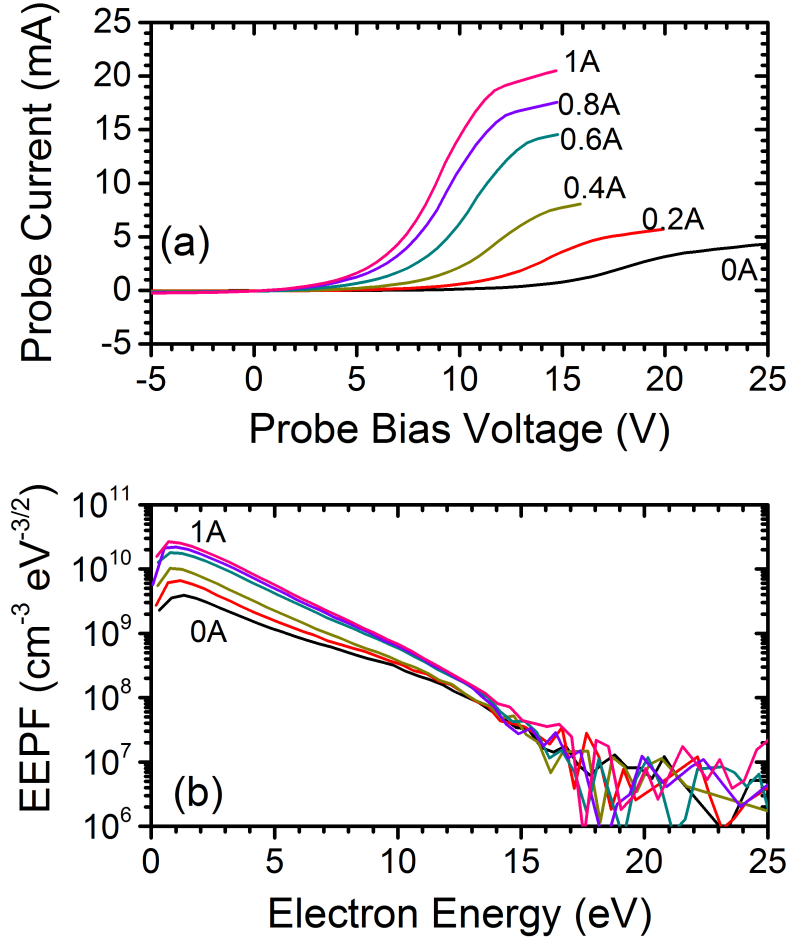 25
20
15
10
5
0
-5
Probe Current (mA)
1A
0.8A
0.6A
0.4A
0.2A
0A
(a)
-5 0 5 10 15 20 25
Probe Bias Voltage (V)
10^11
10^10
10^9
10^8
10^7
10^6
EEPF (cm^-3 eV^-3/2)
1A
0A
(b)
0 5 10 15 20 25
Electron Energy (eV)